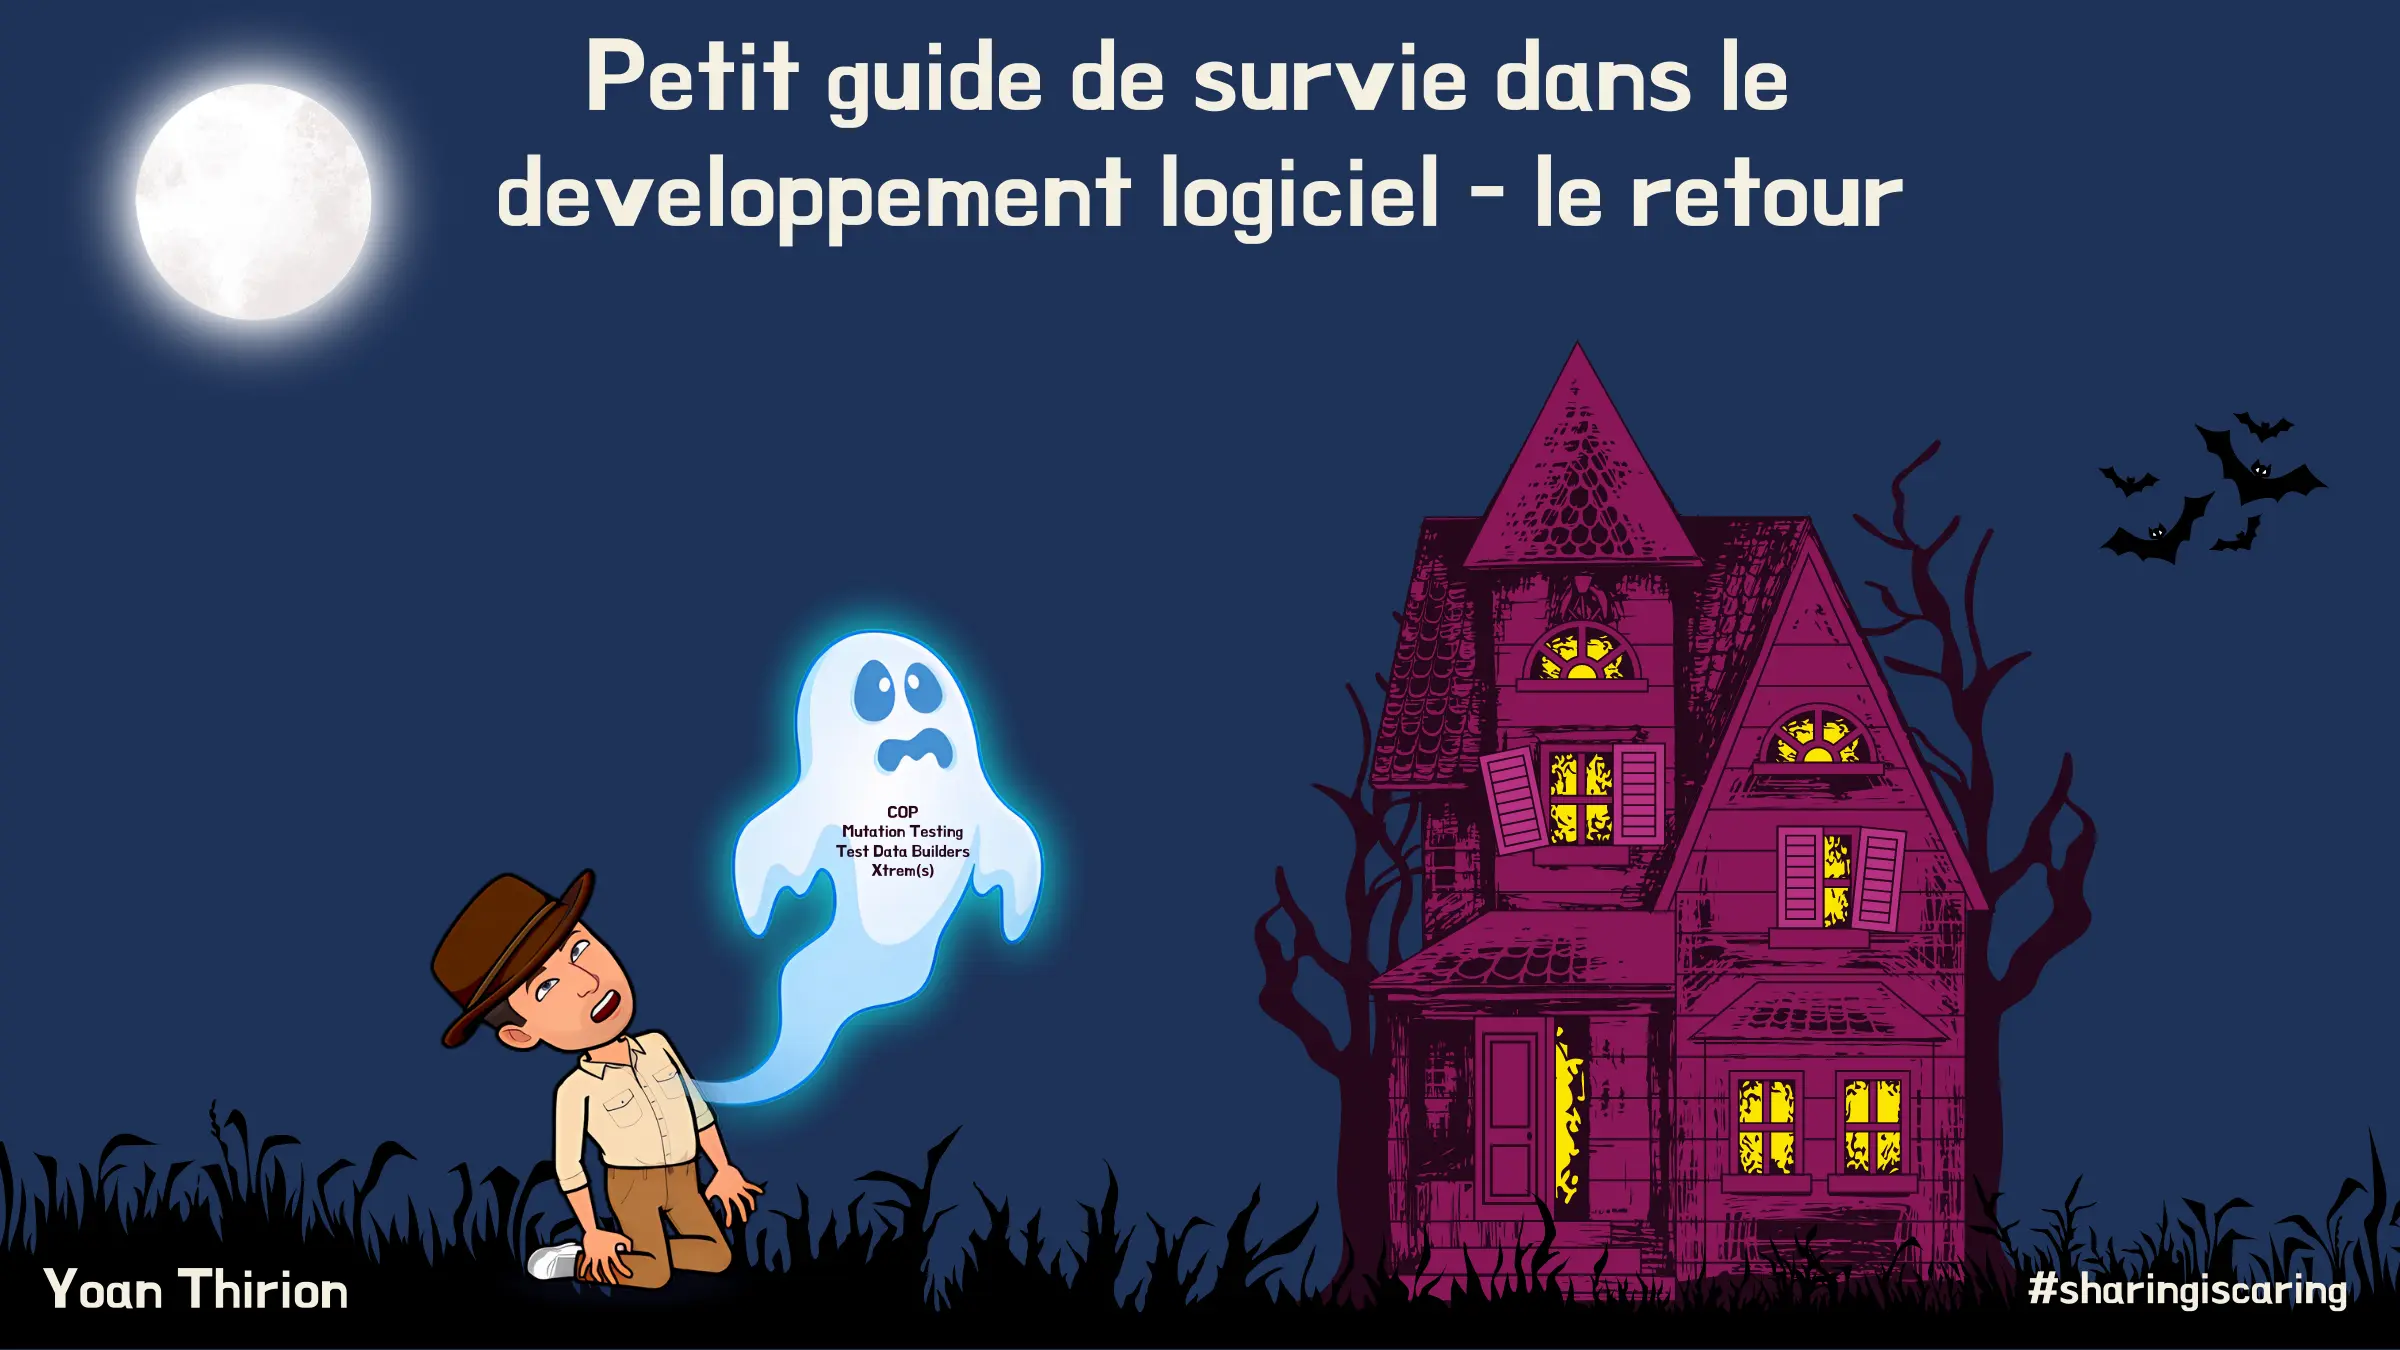 Petit guide de survie dans le
developpement logiciel - le retour
COP
Mutation Testing
Test Data Builders
Xtrem(s)
Yoan Thirion
#sharingiscaring